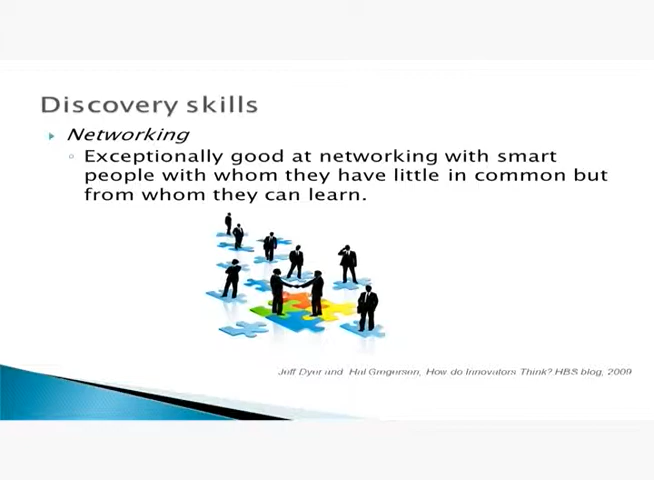 Discovery skills
Networking
Exceptionally good at networking with smart
people with whom they have little in common but
from whom they can learn.
Jeff Dyer and Hal Gregersen, How do Innovators Think? HBS blog, 2009